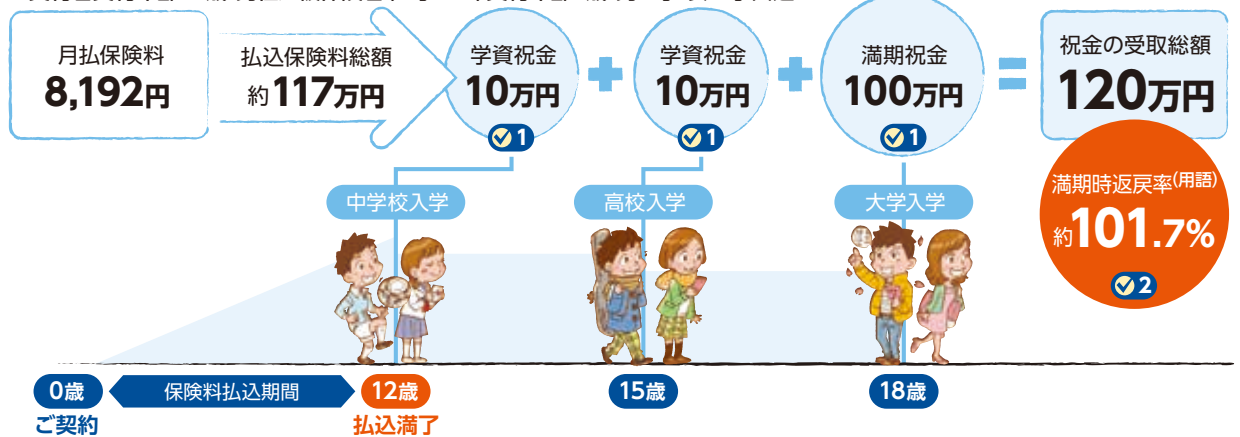 月払保険料
8,192円
払込保険料総額
約117万円
学資祝金
10万円
1
学資祝金
10万円
1
満期祝金
100万円
1
祝金の受取総額
120万円
満期時返戻率(用語)
約101.7%
2
中学校入学
高校入学
大学入学
0歳
保険料払込期間
12歳
15歳
18歳
ご契約
払込満了